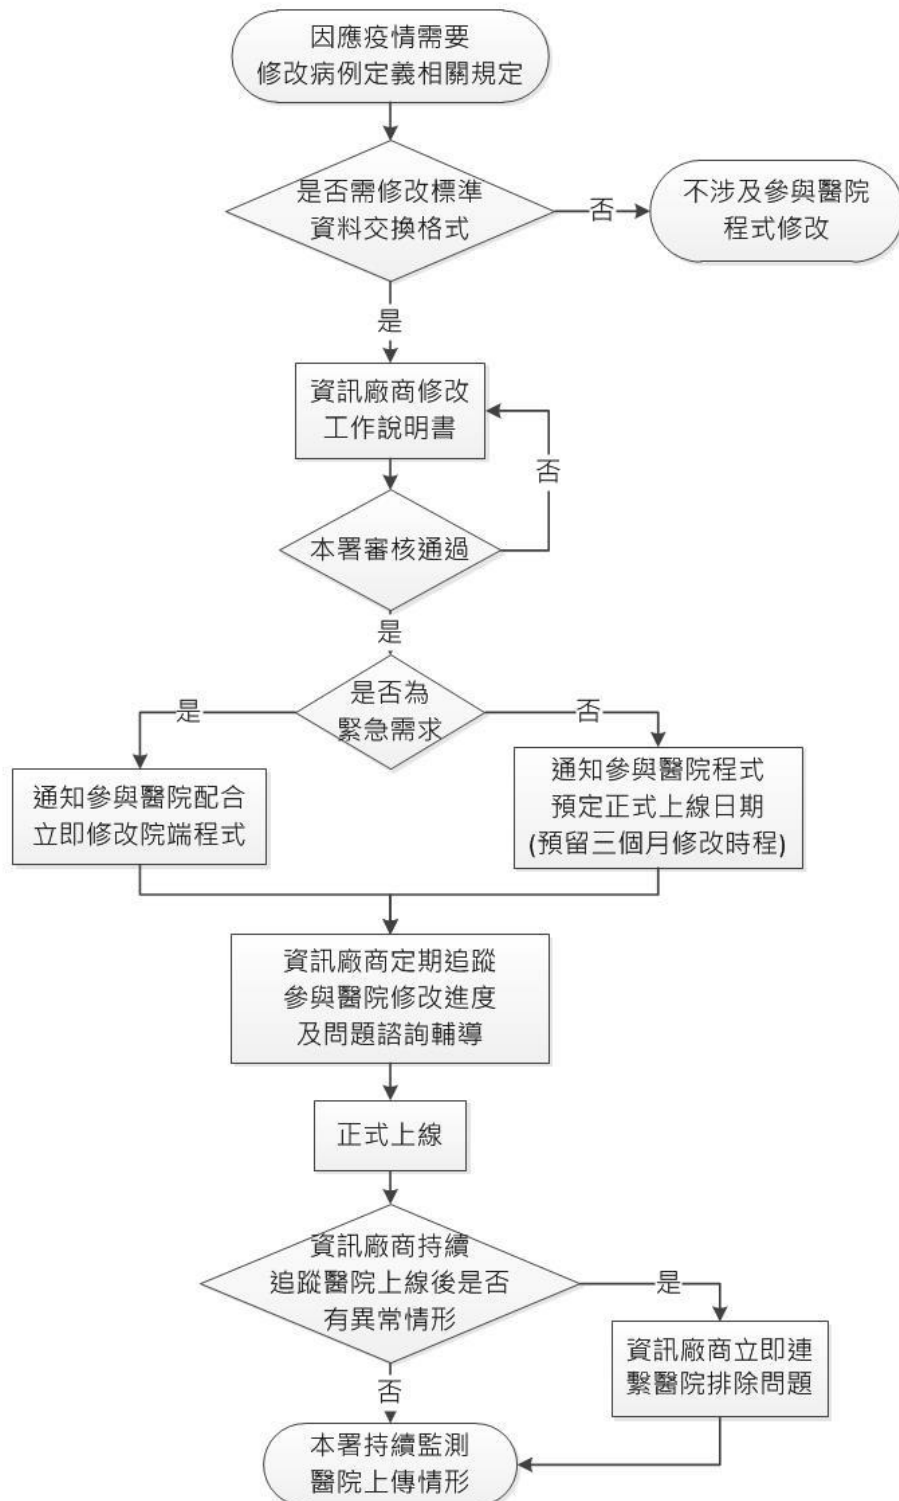 因應疫情需要
修改病例定義相關規定
是否需修改標準
資料交換格式
否
不涉及參與醫院
程式修改
是
資訊廠商修改
工作說明書
否
本署審核通過
是
是否為
緊急需求
是
否
通知參與醫院配合
立即修改院端程式
通知參與醫院程式
預定正式上線日期
(預留三個月修改時程)
資訊廠商定期追蹤
參與醫院修改進度
及問題諮詢輔導
正式上線
資訊廠商持續
追蹤醫院上線後是否
有異常情形
是
資訊廠商立即連
繫醫院排除問題
否
本署持續監測
醫院上傳情形